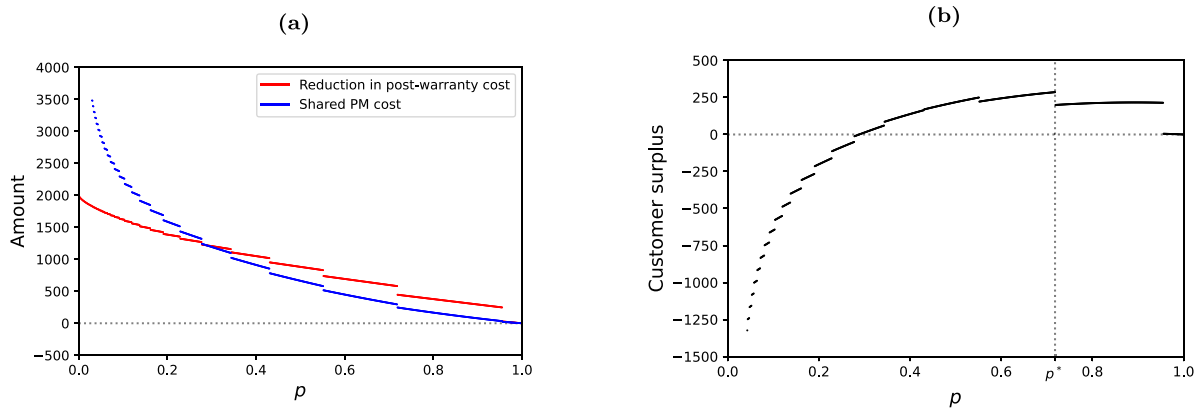 (a)
4000
3500
3000
2500
2000
1500
1000
500
0
−500
Amount
Reduction in post-warranty cost
Shared PM cost
0.0 0.2 0.4 0.6 0.8 1.0
p
(b)
500
250
0
−250
−500
−750
−1000
−1250
−1500
Customer surplus
0.0 0.2 0.4 0.6 p* 0.8 1.0
p